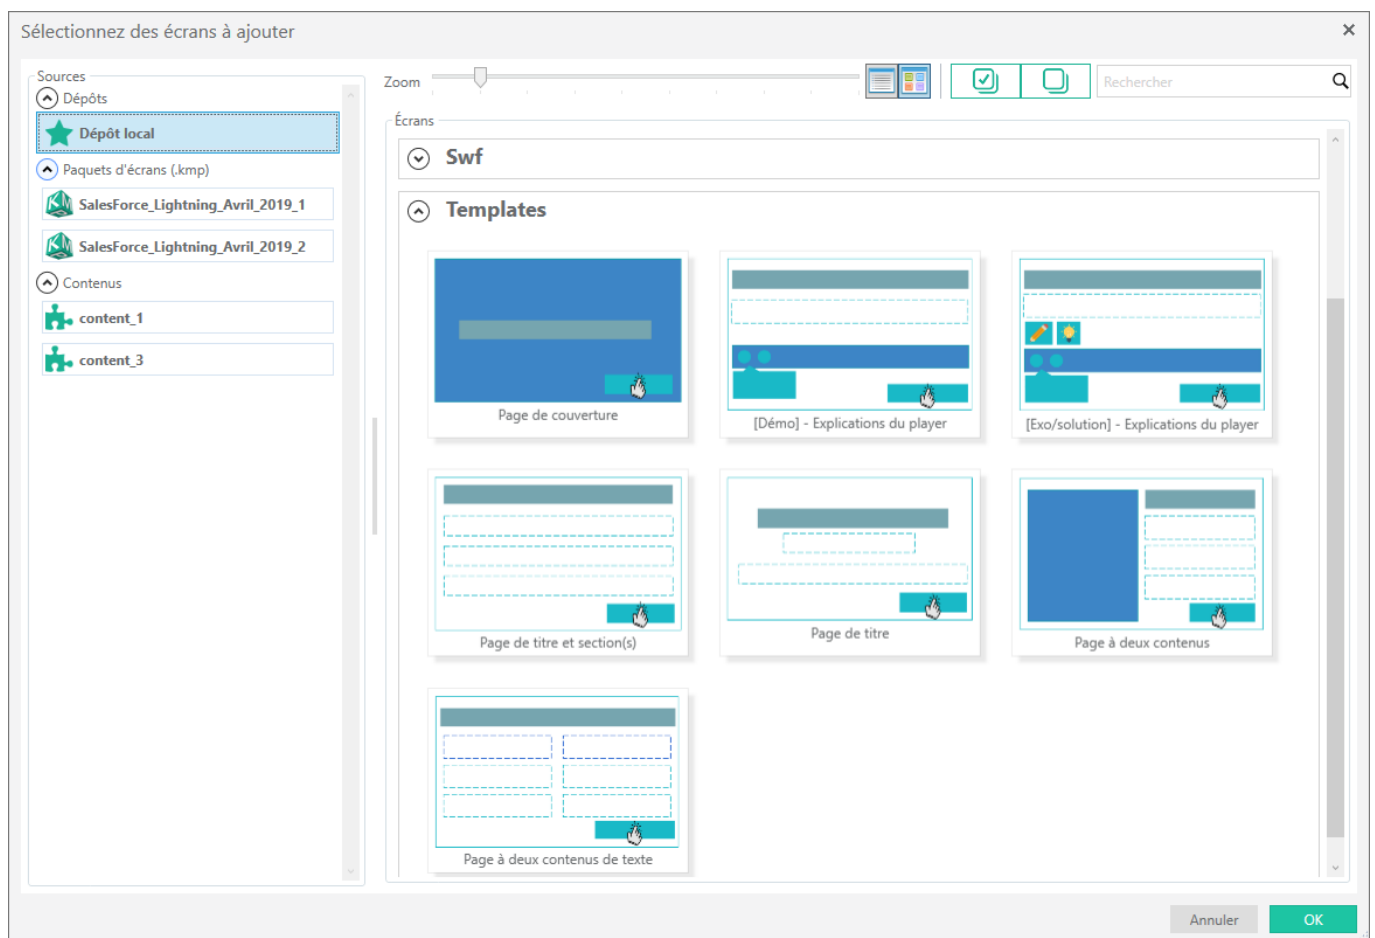 Sélectionnez des écrans à ajouter
Sources
Dépôts
Dépôt local
Paquets d'écrans (.kmp)
SalesForce_Lightning_Avril_2019_1
SalesForce_Lightning_Avril_2019_2
Contenus
content_1
content_3
Zoom
Rechercher
Écrans
Swf
Templates
Page de couverture
[Démo] - Explications du player
[Exo/solution] - Explications du player
Page de titre et section(s)
Page de titre
Page à deux contenus
Page à deux contenus de texte
Annuler
OK